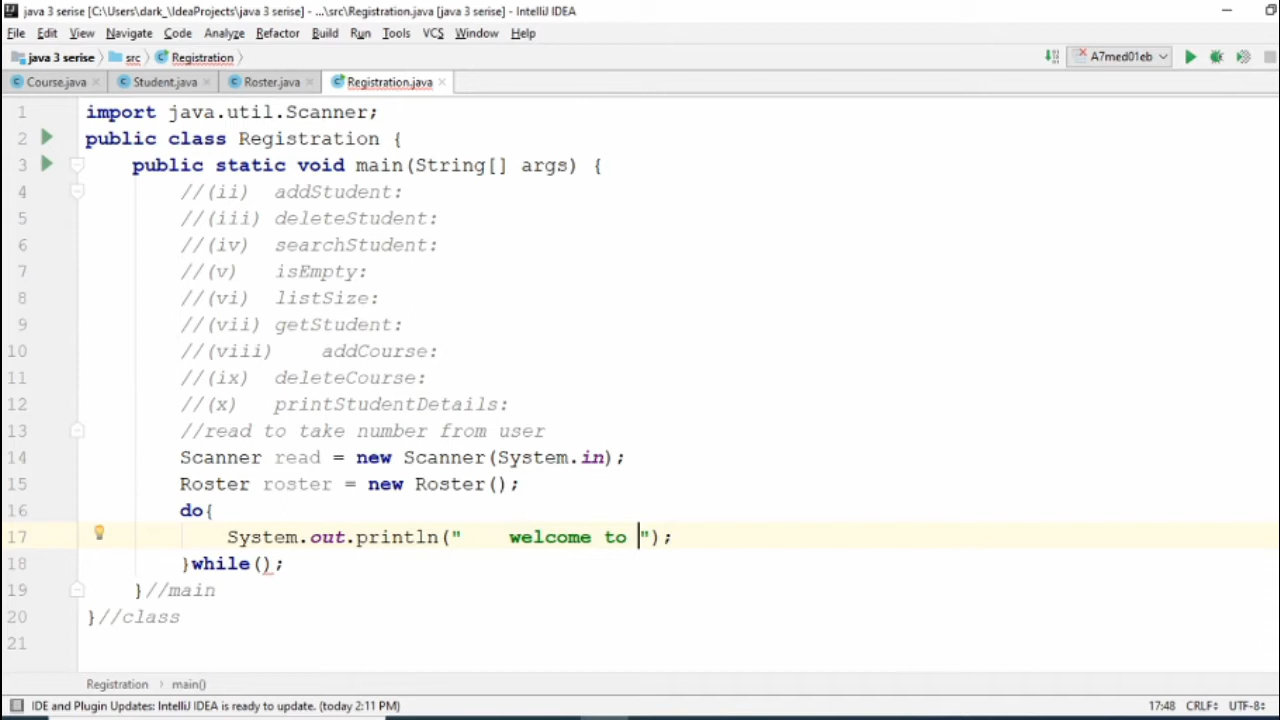 java 3 serise [C:\Users\dark_\IdeaProjects\java 3 serise] - ...\src\Registration.java [java 3 serise] - IntelliJ IDEA
File Edit View Navigate Code Analyze Refactor Build Run Tools VCS Window Help
java 3 serise src Registration A7med01eb
Course.java Student.java Roster.java Registration.java
1 import java.util.Scanner;
2 public class Registration {
3 public static void main(String[] args) {
4 //(ii) addStudent:
5 //(iii) deleteStudent:
6 //(iv) searchStudent:
7 //(v) isEmpty:
8 //(vi) listSize:
9 //(vii) getStudent:
10 //(viii) addCourse:
11 //(ix) deleteCourse:
12 //(x) printStudentDetails:
13 //read to take number from user
14 Scanner read = new Scanner(System.in);
15 Roster roster = new Roster();
16 do{
17 System.out.println("    welcome to ");
18 }while();
19 }//main
20 }//class
21
Registration main()
IDE and Plugin Updates: IntelliJ IDEA is ready to update. (today 2:11 PM) 17:48 CRLF UTF-8